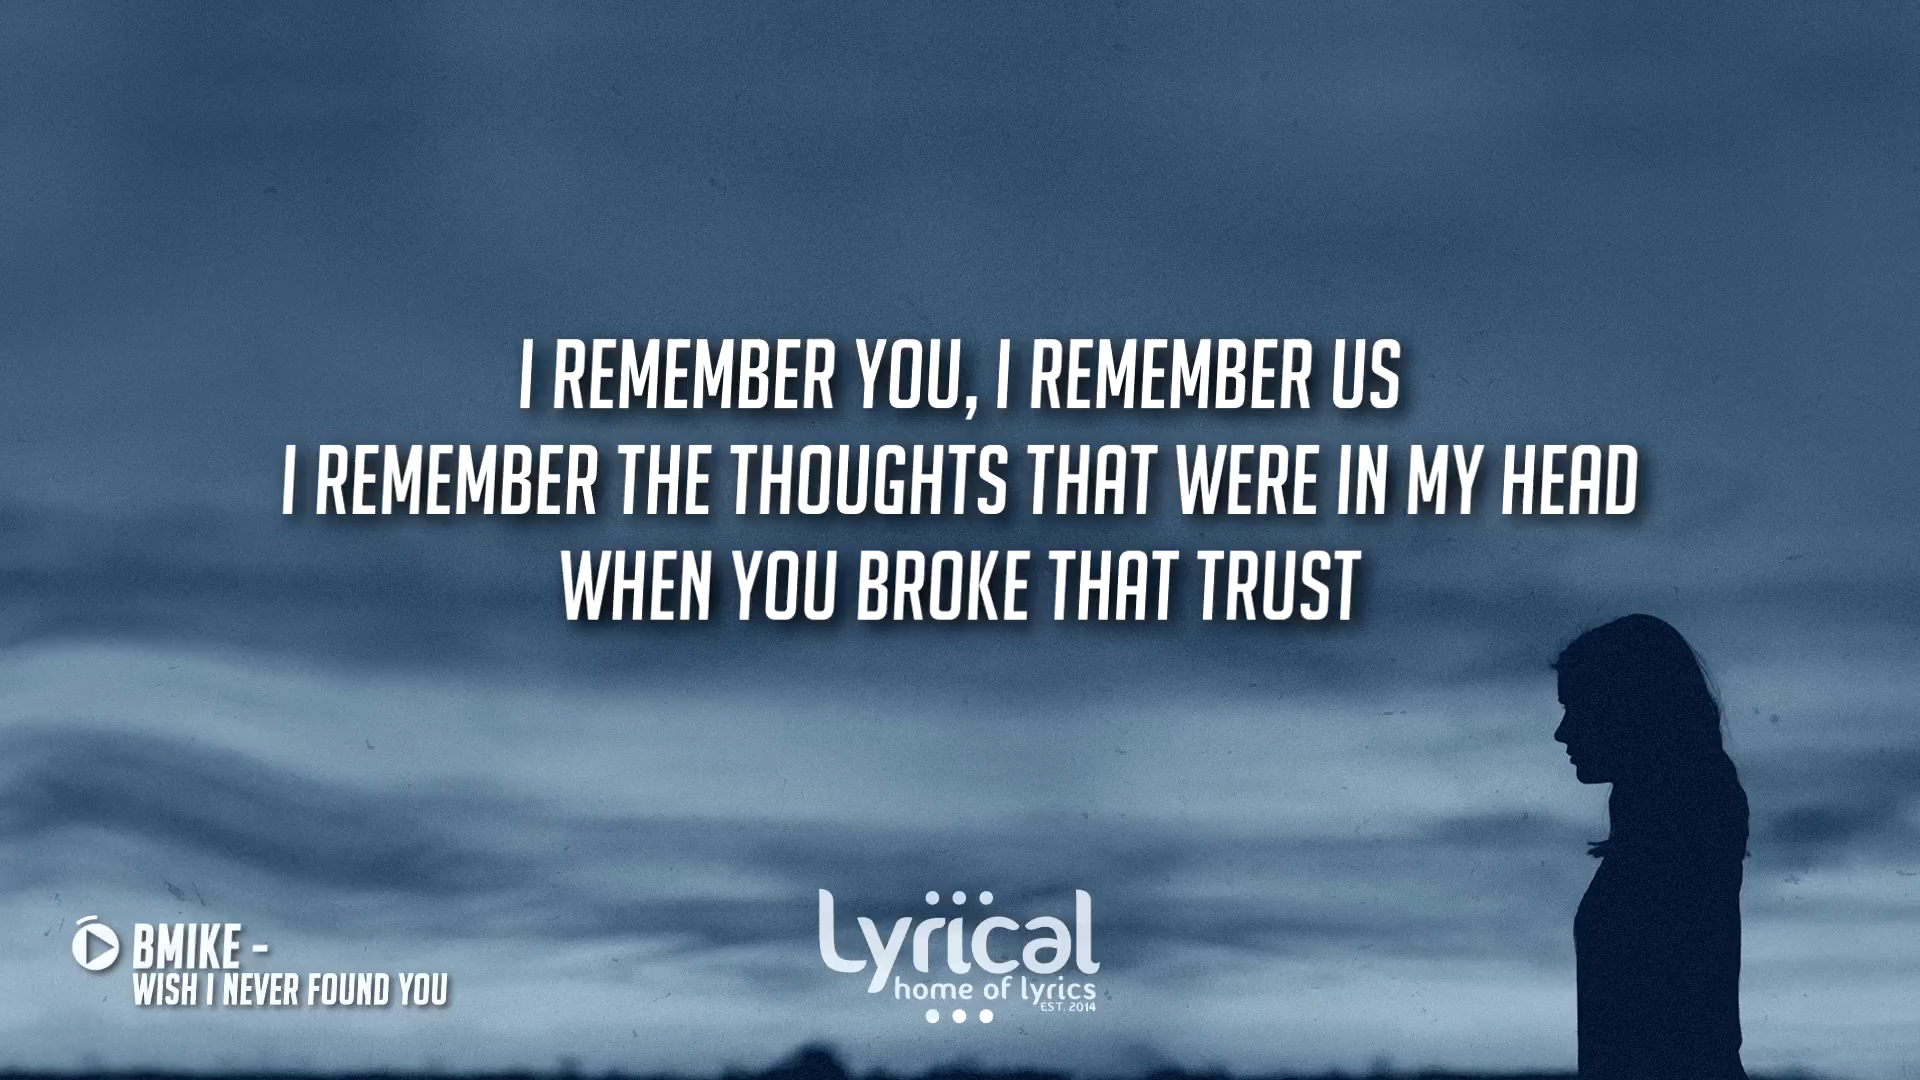 I REMEMBER YOU, I REMEMBER US
I REMEMBER THE THOUGHTS THAT WERE IN MY HEAD
WHEN YOU BROKE THAT TRUST
BMIKE -
WISH I NEVER FOUND YOU
Lyrical
home of lyrics
EST. 2014